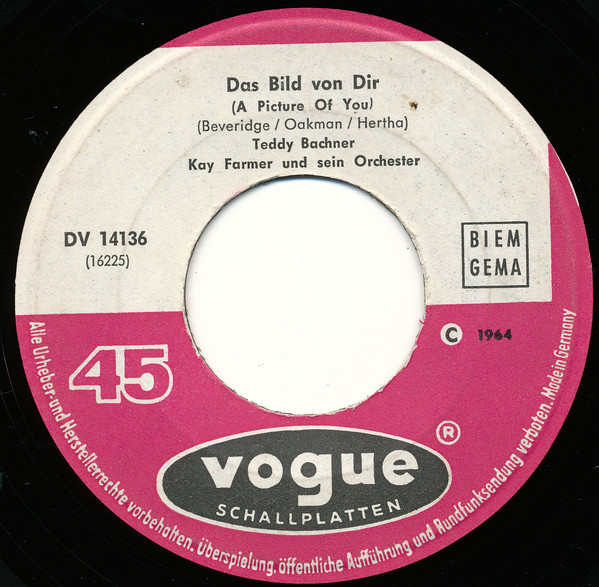 Das Bild von Dir
(A Picture Of You)
(Beveridge / Oakman / Hertha)
Teddy Bachner
Kay Farmer und sein Orchester
DV 14136
(16225)
BIEM
GEMA
45
C 1964
vogue ®
SCHALLPLATTEN
Alle Urheber-und Herstellerrechte vorbehalten. Überspielung, öffentliche Aufführung und Rundfunksendung verboten. Made in Germany